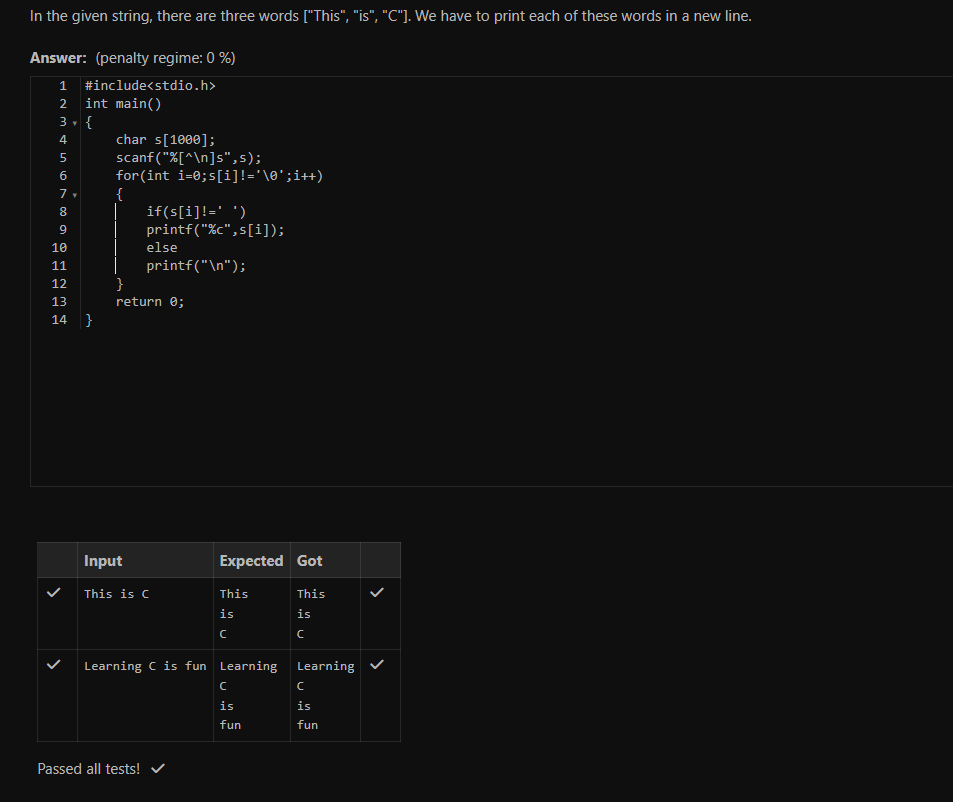 In the given string, there are three words ["This", "is", "C"]. We have to print each of these words in a new line.
Answer: (penalty regime: 0 %)
1 #include<stdio.h>
2 int main()
3 {
4     char s[1000];
5     scanf("%[^\n]s",s);
6     for(int i=0;s[i]!='\0';i++)
7     {
8         if(s[i]!=' ')
9         printf("%c",s[i]);
10         else
11         printf("\n");
12     }
13     return 0;
14 }
Input Expected Got
This is C This This
is is
C C
Learning C is fun Learning Learning
C C
is is
fun fun
Passed all tests!